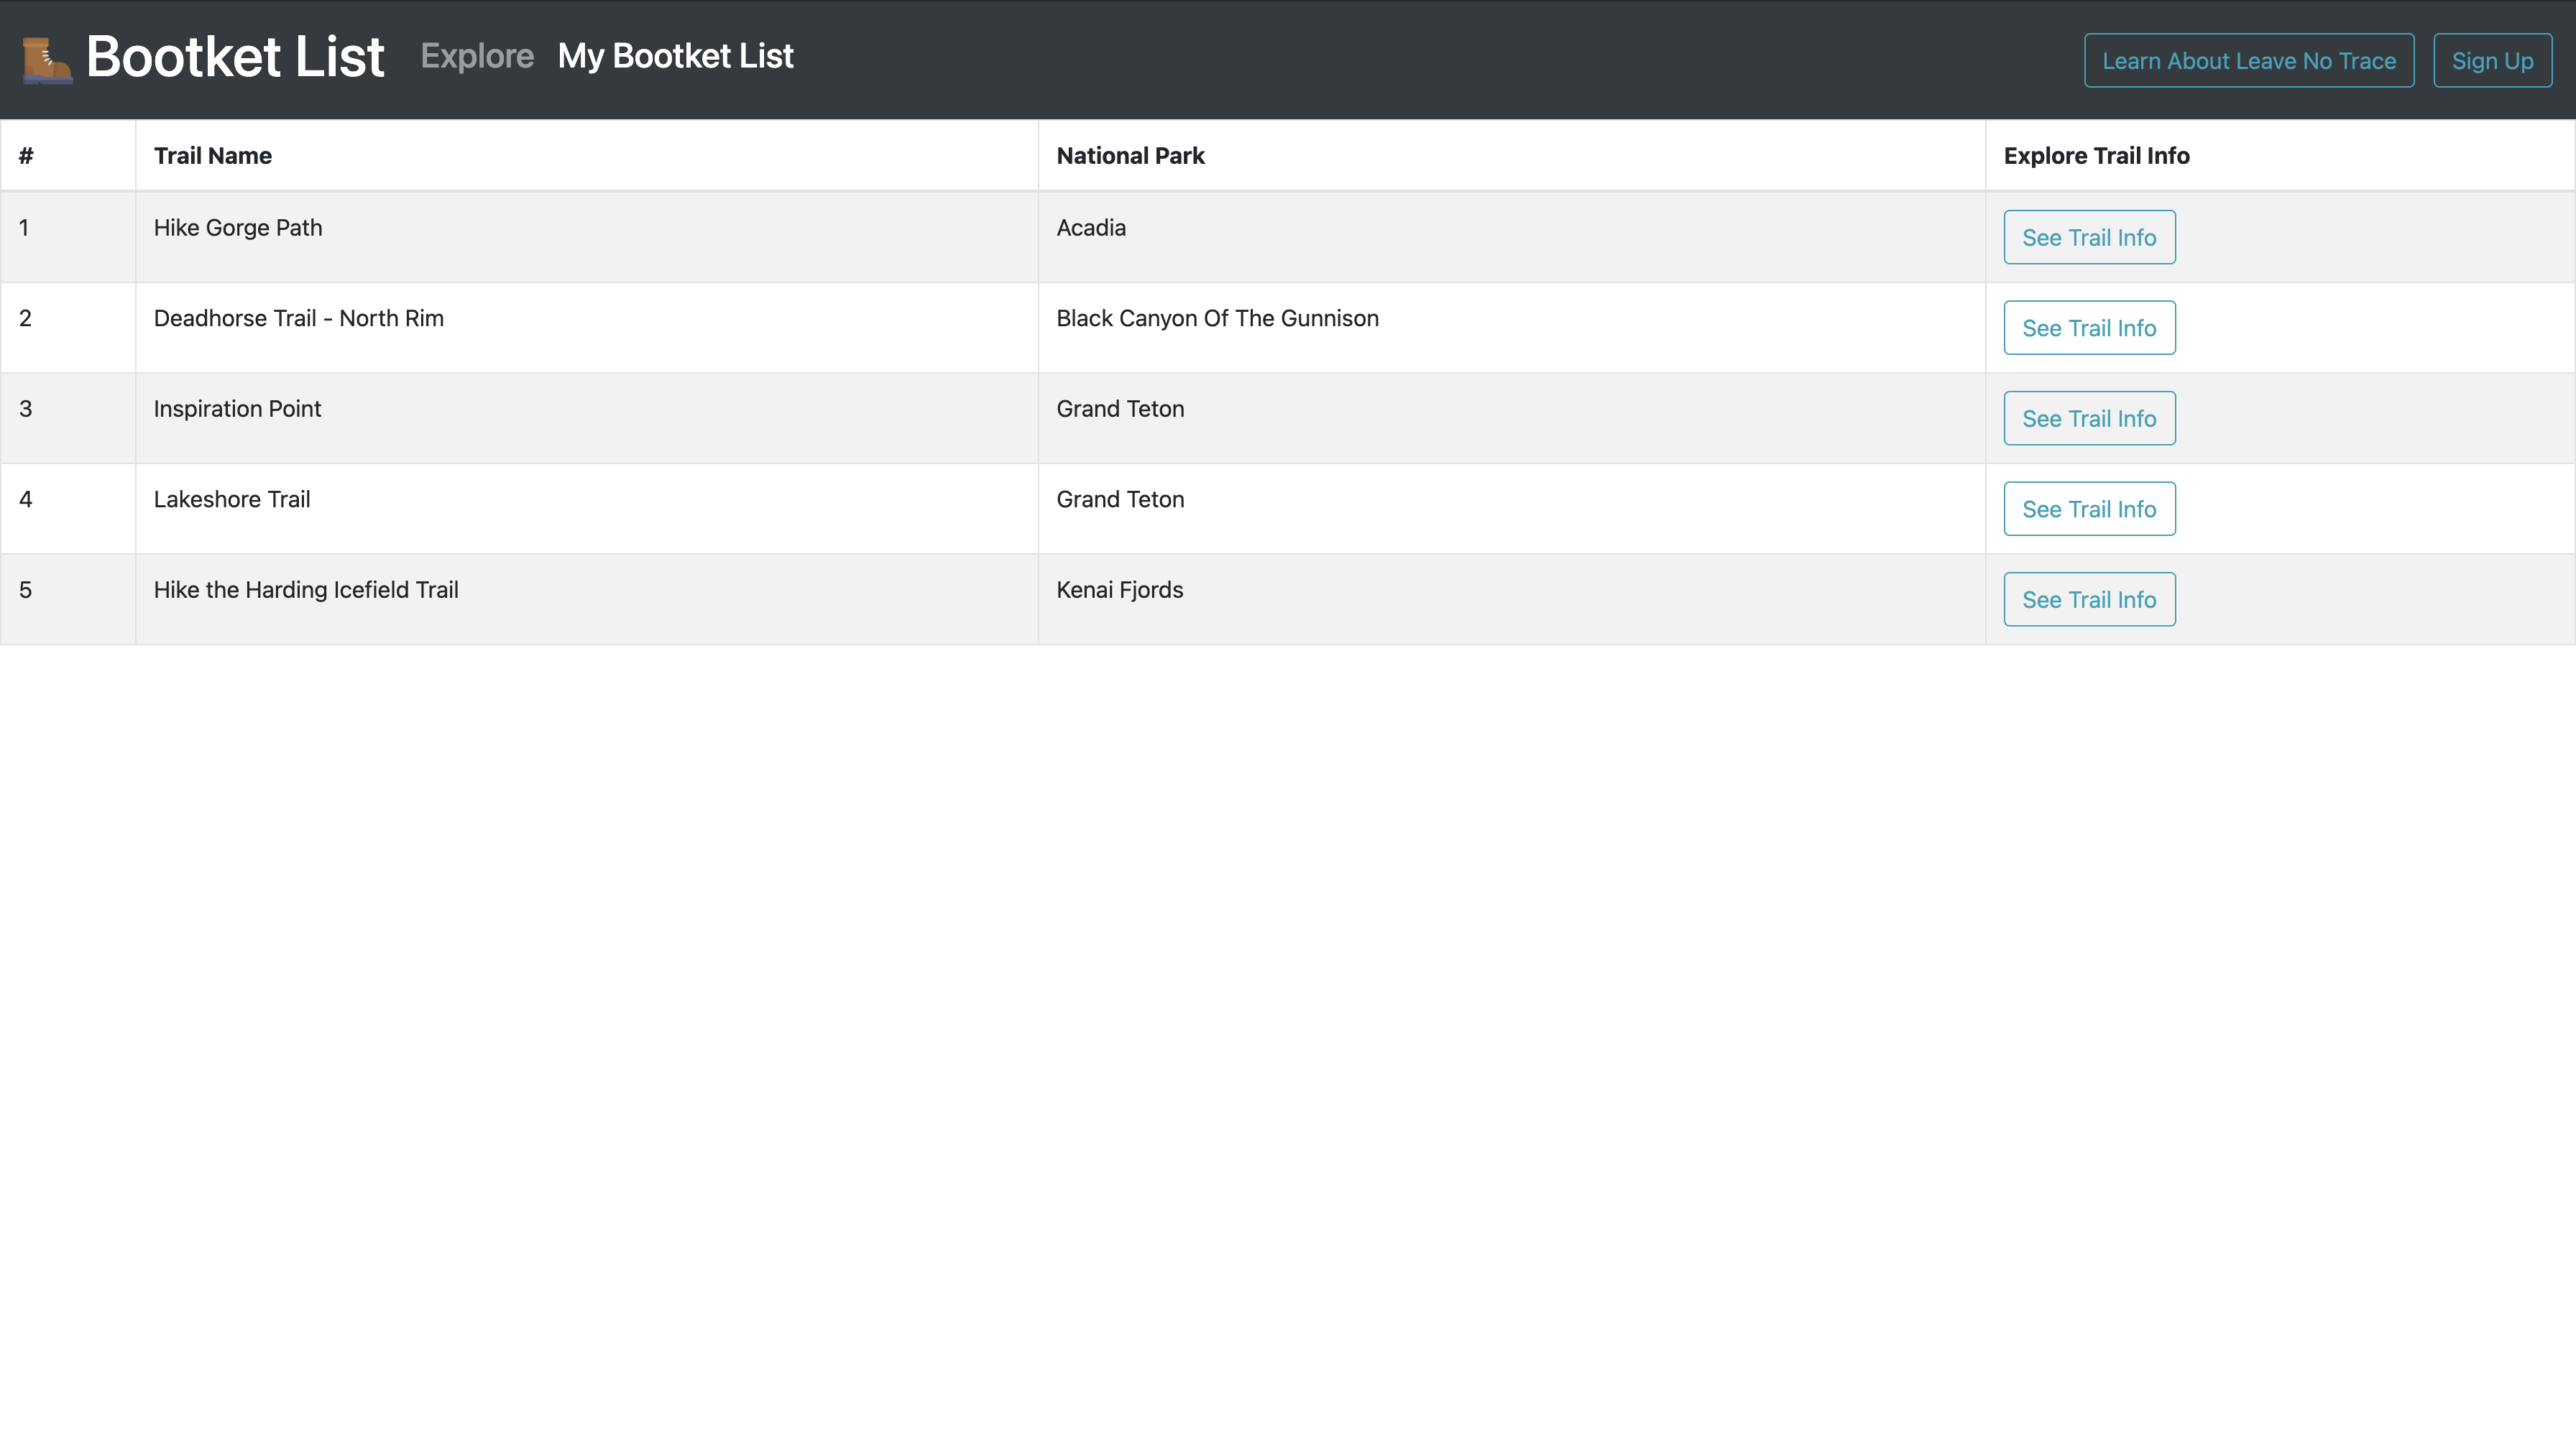 Bootket List Explore My Bootket List Learn About Leave No Trace Sign Up
# Trail Name National Park Explore Trail Info
1 Hike Gorge Path Acadia See Trail Info
2 Deadhorse Trail - North Rim Black Canyon Of The Gunnison See Trail Info
3 Inspiration Point Grand Teton See Trail Info
4 Lakeshore Trail Grand Teton See Trail Info
5 Hike the Harding Icefield Trail Kenai Fjords See Trail Info